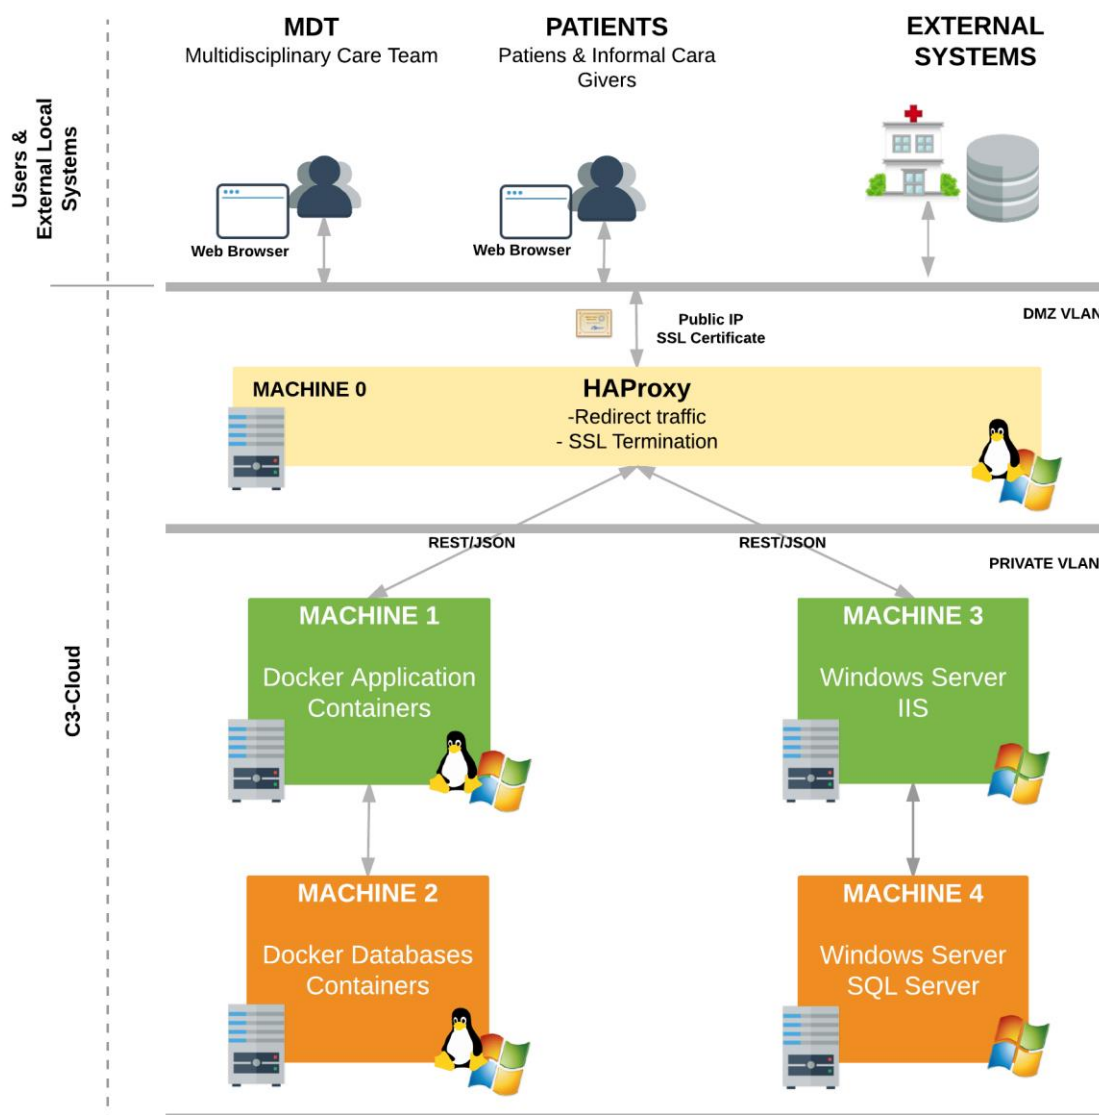 MDT
Multidisciplinary Care Team
PATIENTS
Patiens & Informal Cara
Givers
EXTERNAL
SYSTEMS
Users &
External Local
Systems
Web Browser
Web Browser
DMZ VLAN
Public IP
SSL Certificate
MACHINE 0
HAProxy
-Redirect traffic
- SSL Termination
REST/JSON
REST/JSON
PRIVATE VLAN
C3-Cloud
MACHINE 1
Docker Application
Containers
MACHINE 3
Windows Server
IIS
MACHINE 2
Docker Databases
Containers
MACHINE 4
Windows Server
SQL Server